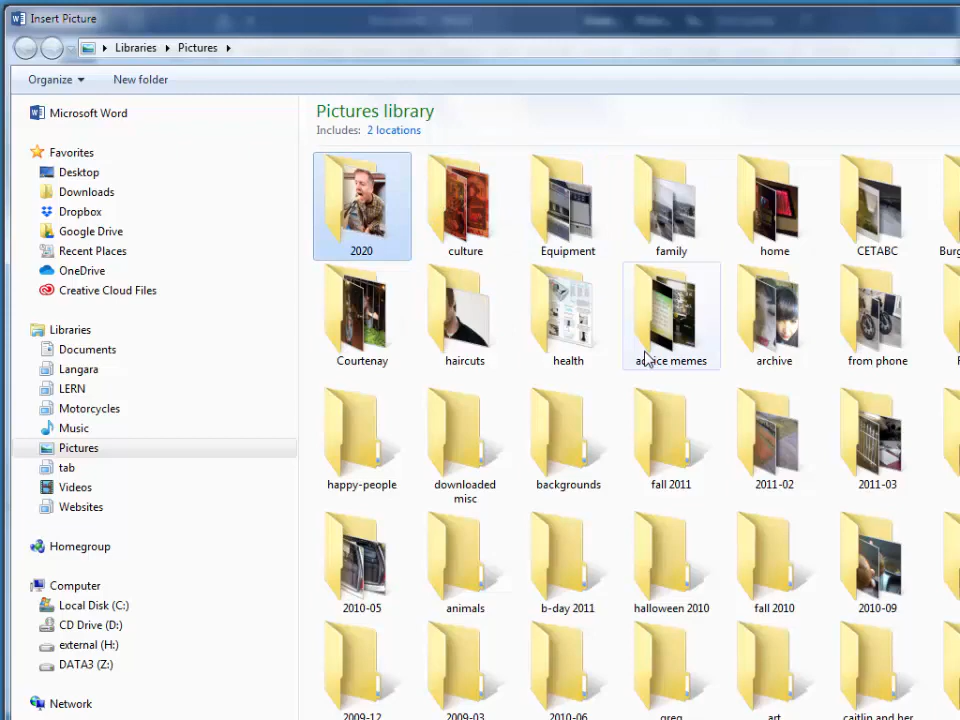 Insert Picture
Libraries Pictures
Organize New folder
Microsoft Word
Favorites
Desktop
Downloads
Dropbox
Google Drive
Recent Places
OneDrive
Creative Cloud Files
Libraries
Documents
Langara
LERN
Motorcycles
Music
Pictures
tab
Videos
Websites
Homegroup
Computer
Local Disk (C:)
CD Drive (D:)
external (H:)
DATA3 (Z:)
Network
Pictures library
Includes: 2 locations
2020 culture Equipment family home CETABC
Courtenay haircuts health memes archive from phone
happy-people downloaded backgrounds fall 2011 2011-02 2011-03
misc
2010-05 animals b-day 2011 halloween 2010 fall 2010 2010-09
2009-12 2009-03 2010-06 greg art caitlin and her